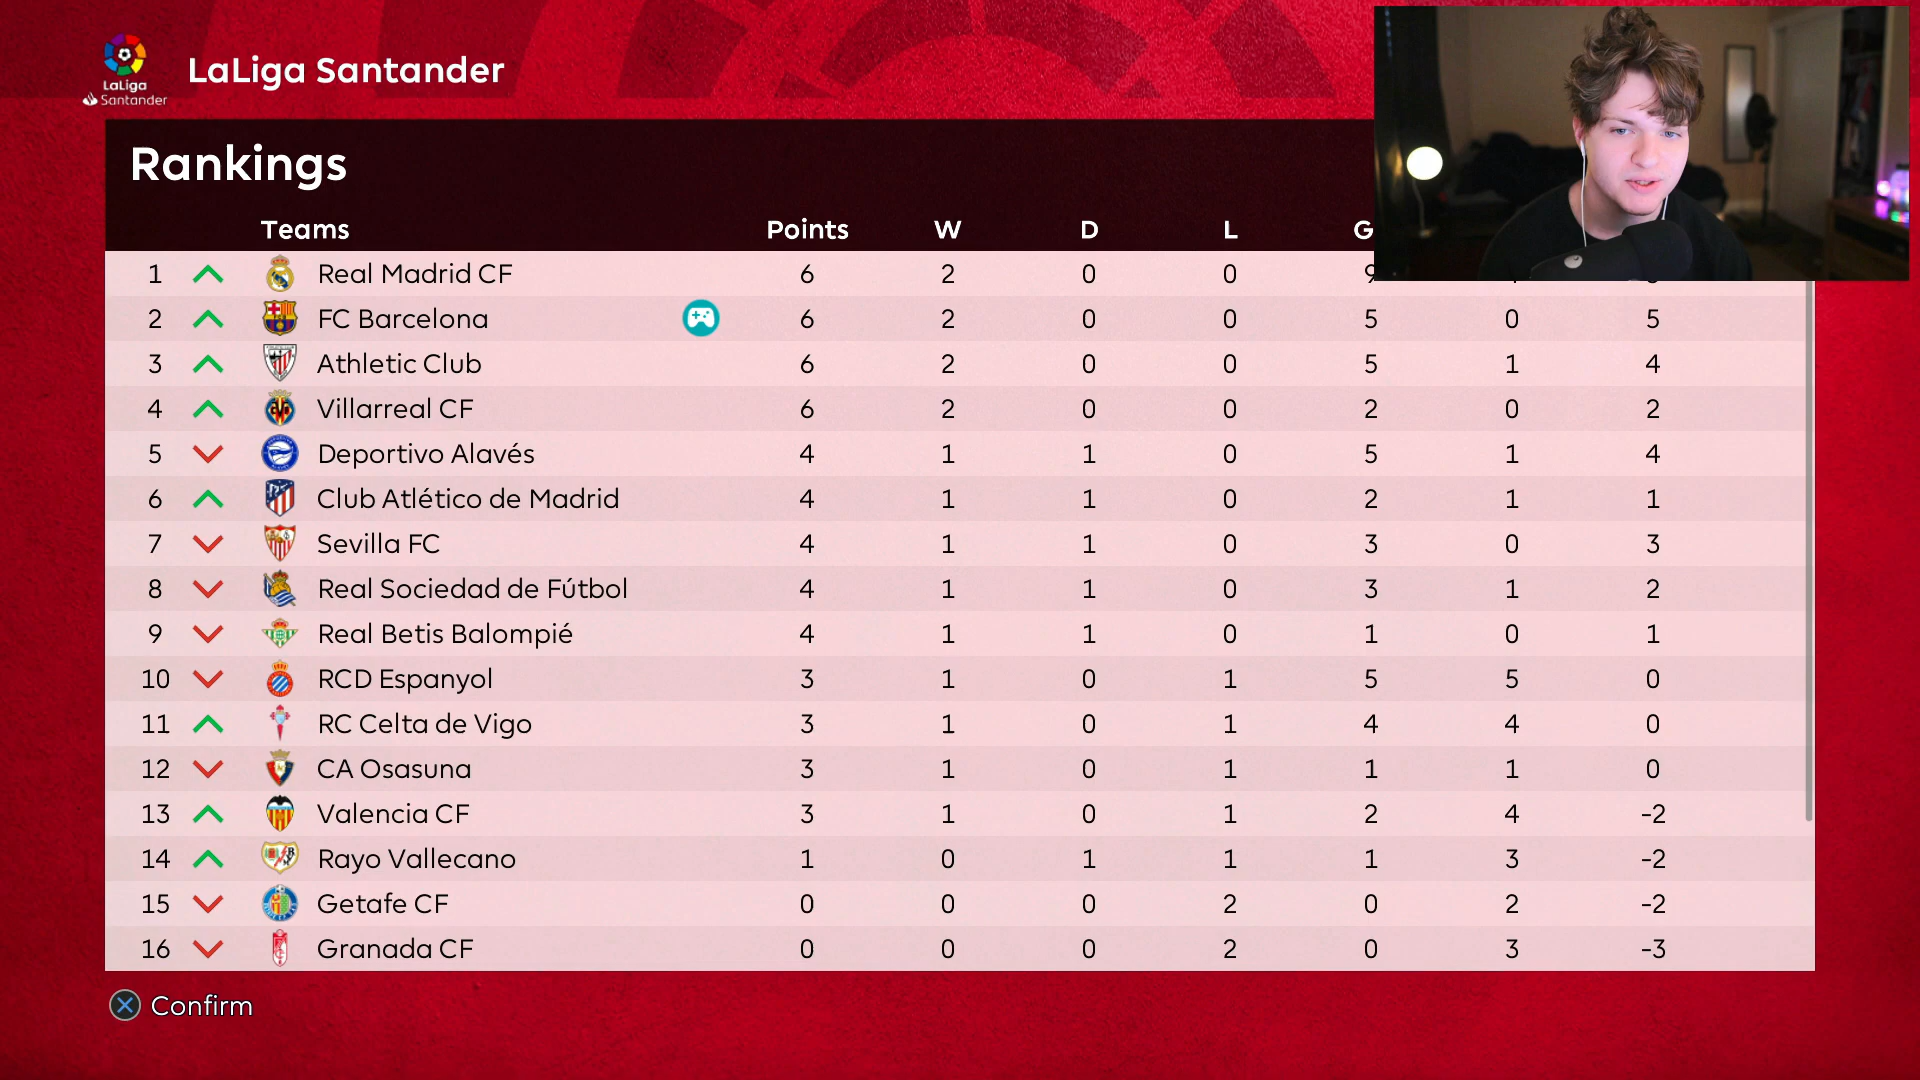 LaLiga
Santander
LaLiga Santander
Rankings
Teams Points W D L G
1 Real Madrid CF 6 2 0 0 9
2 FC Barcelona 6 2 0 0 5 0 5
3 Athletic Club 6 2 0 0 5 1 4
4 Villarreal CF 6 2 0 0 2 0 2
5 Deportivo Alavés 4 1 1 0 5 1 4
6 Club Atlético de Madrid 4 1 1 0 2 1 1
7 Sevilla FC 4 1 1 0 3 0 3
8 Real Sociedad de Fútbol 4 1 1 0 3 1 2
9 Real Betis Balompié 4 1 1 0 1 0 1
10 RCD Espanyol 3 1 0 1 5 5 0
11 RC Celta de Vigo 3 1 0 1 4 4 0
12 CA Osasuna 3 1 0 1 1 1 0
13 Valencia CF 3 1 0 1 2 4 -2
14 Rayo Vallecano 1 0 1 1 1 3 -2
15 Getafe CF 0 0 0 2 0 2 -2
16 Granada CF 0 0 0 2 0 3 -3
Confirm